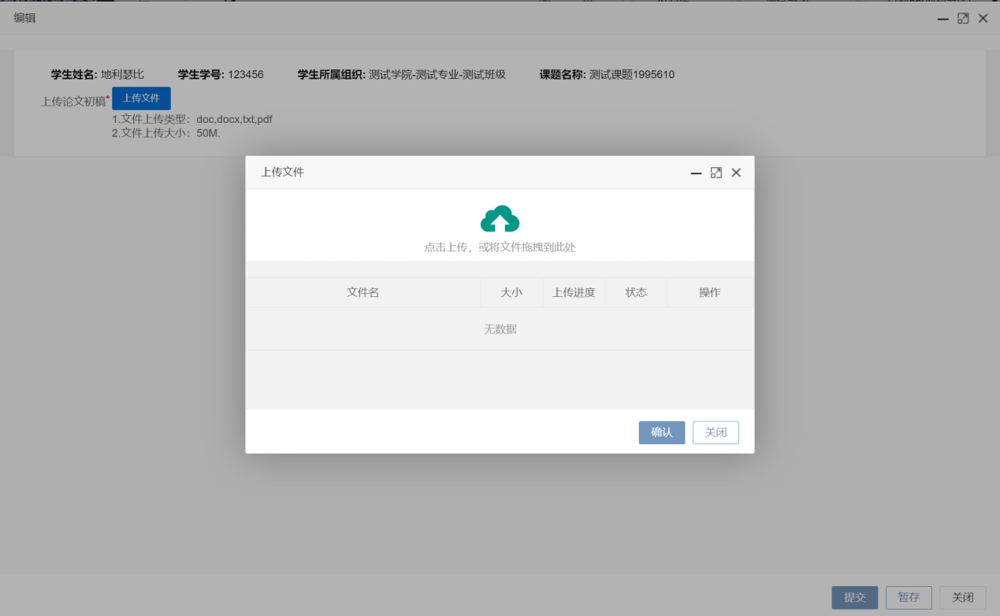 编辑
学生姓名: 地利瑟比 学生学号: 123456 学生所属组织: 测试学院-测试专业-测试班级 课题名称: 测试课题1995610
上传论文初稿* 上传文件
1.文件上传类型：doc,docx,txt,pdf
2.文件上传大小：50M.
上传文件
点击上传，或将文件拖拽到此处
文件名 大小 上传进度 状态 操作
无数据
确认 关闭
提交 暂存 关闭